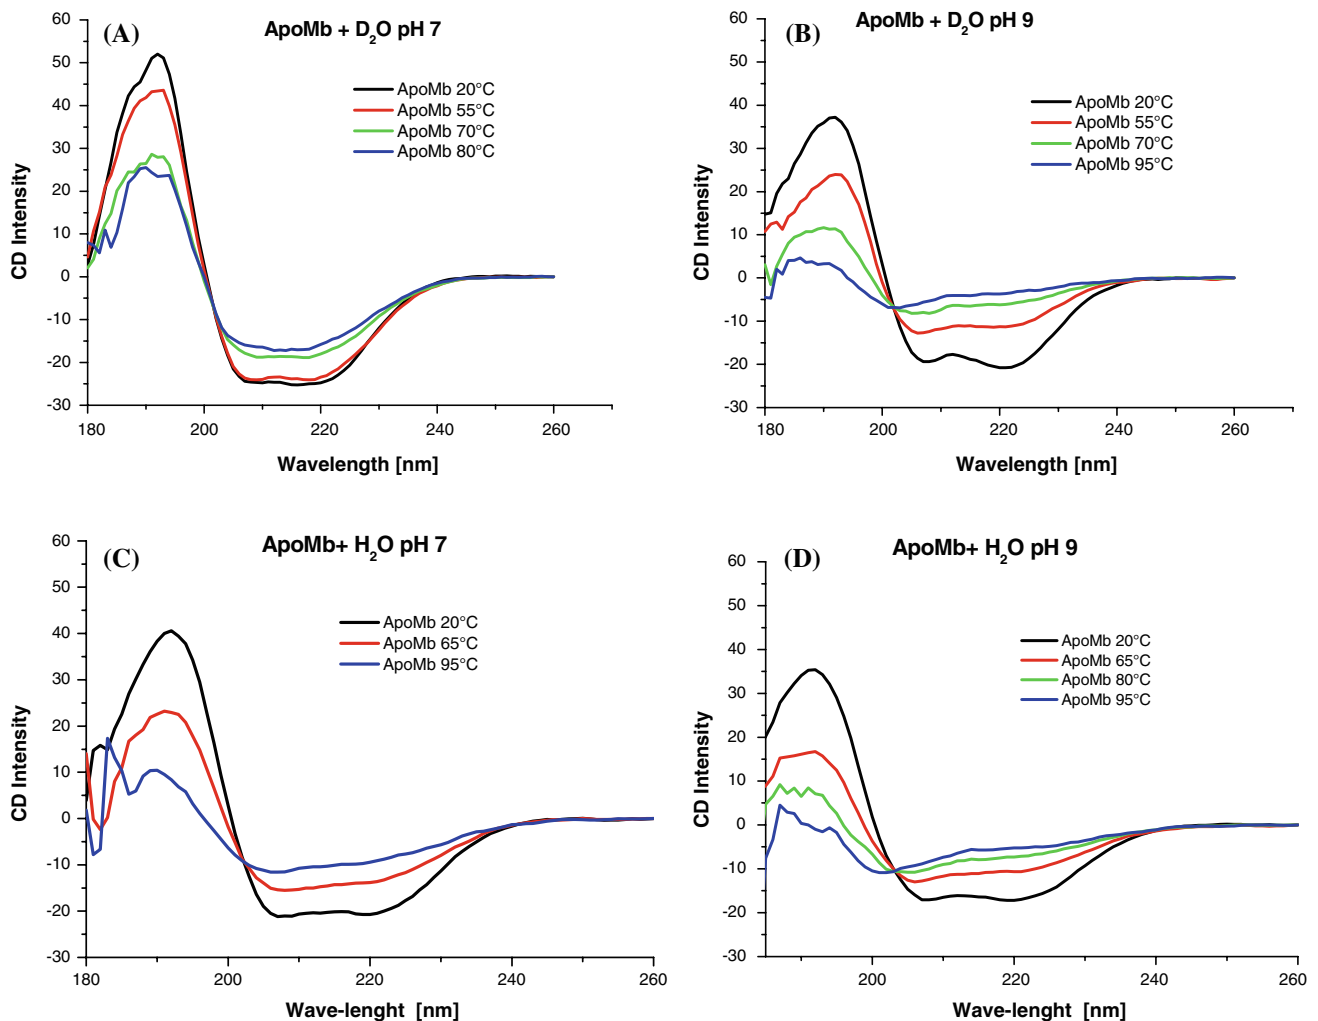 (A)
ApoMb + D2O pH 7
ApoMb 20°C
ApoMb 55°C
ApoMb 70°C
ApoMb 80°C
CD Intensity
60
50
40
30
20
10
0
-10
-20
-30
180 200 220 240 260
Wavelength [nm]
(B)
ApoMb + D2O pH 9
ApoMb 20°C
ApoMb 55°C
ApoMb 70°C
ApoMb 95°C
CD Intensity
60
50
40
30
20
10
0
-10
-20
-30
180 200 220 240 260
Wavelength [nm]
(C)
ApoMb+ H2O pH 7
ApoMb 20°C
ApoMb 65°C
ApoMb 95°C
CD Intensity
60
50
40
30
20
10
0
-10
-20
-30
180 200 220 240 260
Wave-lenght [nm]
(D)
ApoMb+ H2O pH 9
ApoMb 20°C
ApoMb 65°C
ApoMb 80°C
ApoMb 95°C
CD Intensity
60
50
40
30
20
10
0
-10
-20
-30
200 220 240 260
Wave-lenght [nm]